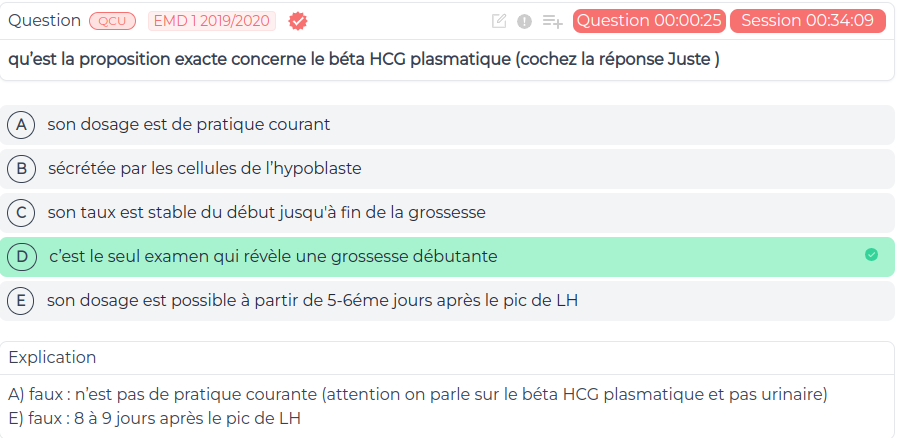 Question QCU EMD 1 2019/2020 Question 00:00:25 Session 00:34:09
qu'est la proposition exacte concerne le béta HCG plasmatique (cochez la réponse Juste )
A son dosage est de pratique courant
B sécrétée par les cellules de l'hypoblaste
C son taux est stable du début jusqu'à fin de la grossesse
D c'est le seul examen qui révèle une grossesse débutante
E son dosage est possible à partir de 5-6éme jours après le pic de LH
Explication
A) faux : n'est pas de pratique courante (attention on parle sur le béta HCG plasmatique et pas urinaire)
E) faux : 8 à 9 jours après le pic de LH